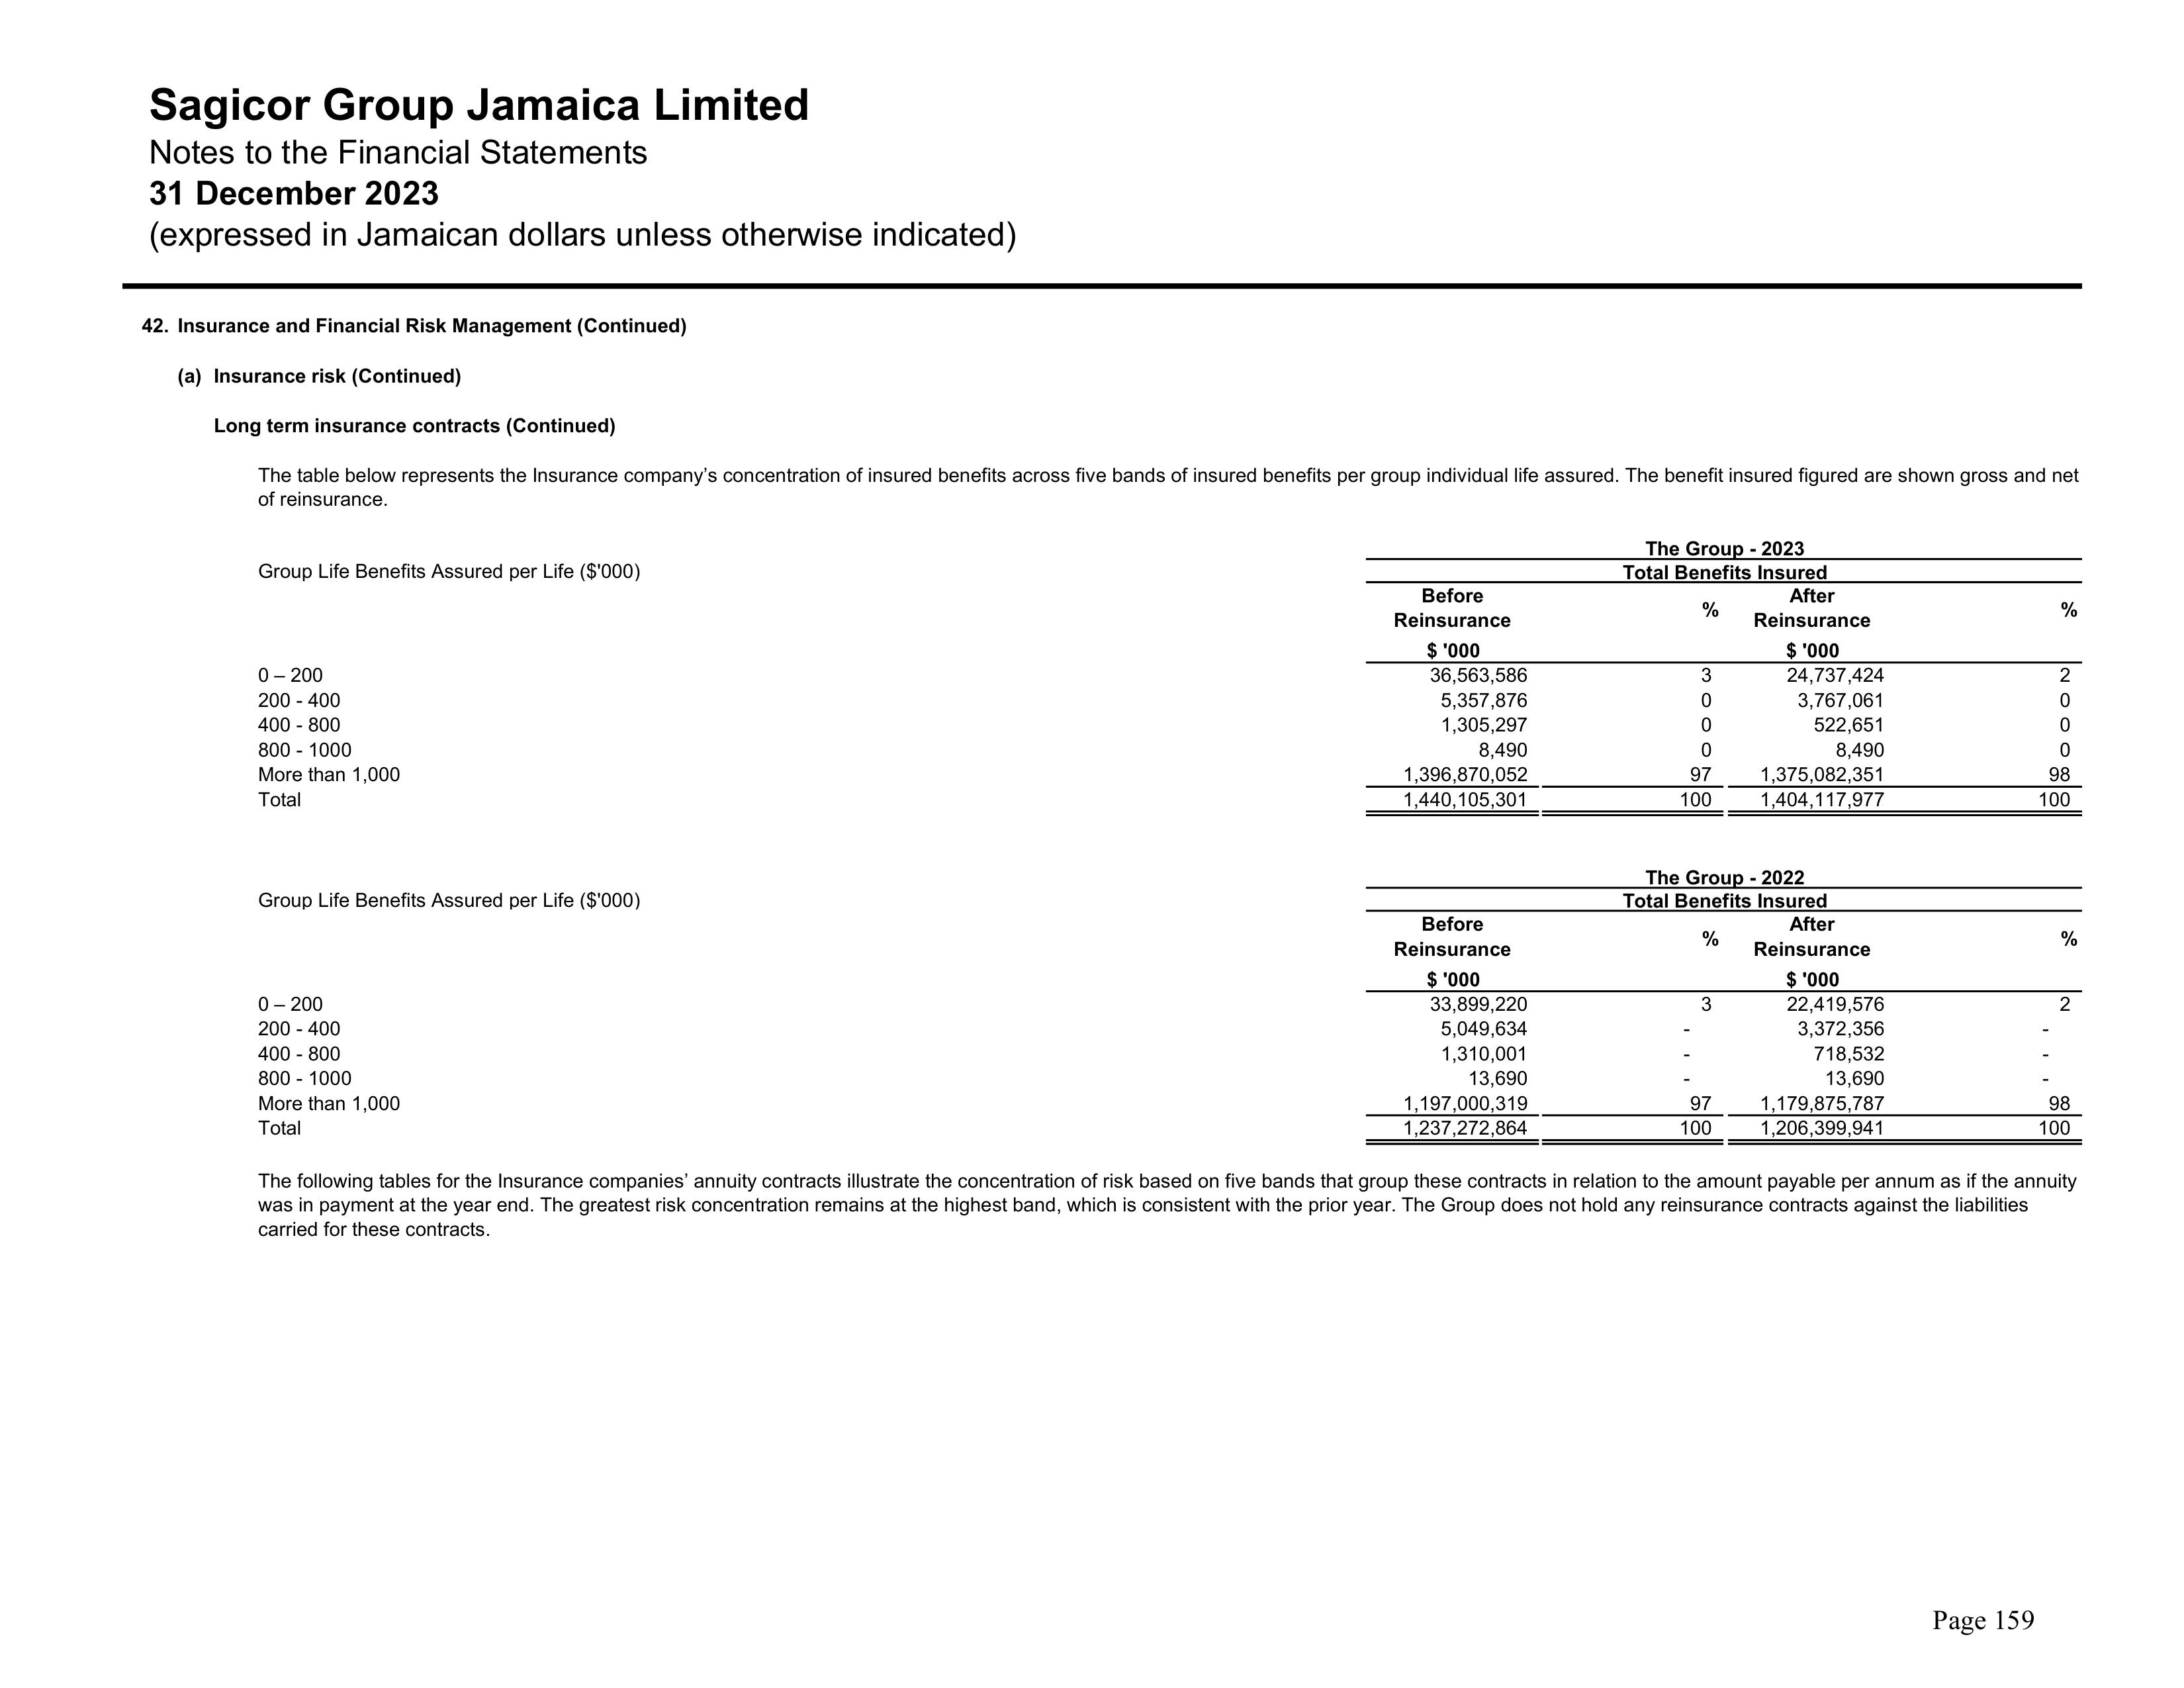 Sagicor Group Jamaica Limited
Notes to the Financial Statements
31 December 2023
(expressed in Jamaican dollars unless otherwise indicated)
42. Insurance and Financial Risk Management (Continued)
(a) Insurance risk (Continued)
Long term insurance contracts (Continued)
The table below represents the Insurance company’s concentration of insured benefits across five bands of insured benefits per group individual life assured. The benefit insured figured are shown gross and net
of reinsurance.
The Group - 2023
Group Life Benefits Assured per Life ($'000) Total Benefits Insured
Before After
Reinsurance % Reinsurance %
$ '000 $ '000
0 – 200 36,563,586 3 24,737,424 2
200 - 400 5,357,876 0 3,767,061 0
400 - 800 1,305,297 0 522,651 0
800 - 1000 8,490 0 8,490 0
More than 1,000 1,396,870,052 97 1,375,082,351 98
Total 1,440,105,301 100 1,404,117,977 100
The Group - 2022
Group Life Benefits Assured per Life ($'000) Total Benefits Insured
Before After
Reinsurance % Reinsurance %
$ '000 $ '000
0 – 200 33,899,220 3 22,419,576 2
200 - 400 5,049,634 - 3,372,356 -
400 - 800 1,310,001 - 718,532 -
800 - 1000 13,690 - 13,690 -
More than 1,000 1,197,000,319 97 1,179,875,787 98
Total 1,237,272,864 100 1,206,399,941 100
The following tables for the Insurance companies’ annuity contracts illustrate the concentration of risk based on five bands that group these contracts in relation to the amount payable per annum as if the annuity
was in payment at the year end. The greatest risk concentration remains at the highest band, which is consistent with the prior year. The Group does not hold any reinsurance contracts against the liabilities
carried for these contracts.
Page 159